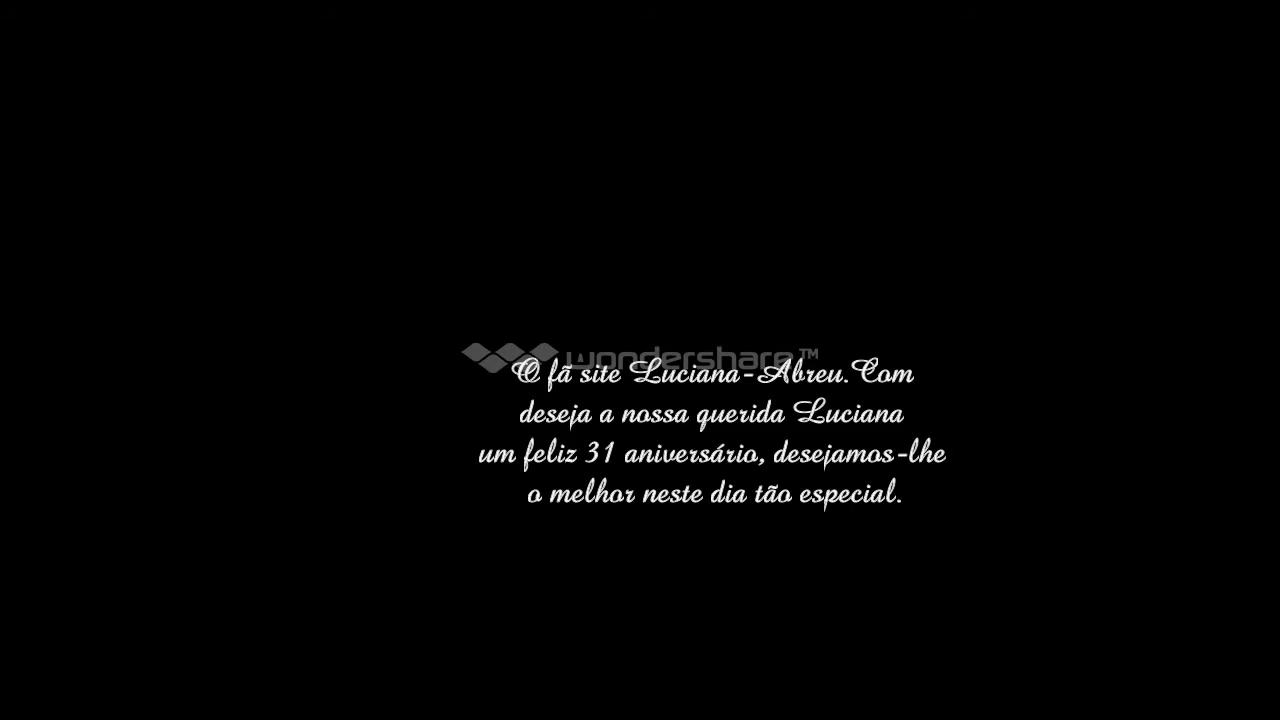 wondershare™
O fã site Luciana-Abreu.Com
deseja a nossa querida Luciana
um feliz 31 aniversário, desejamos-lhe
o melhor neste dia tão especial.